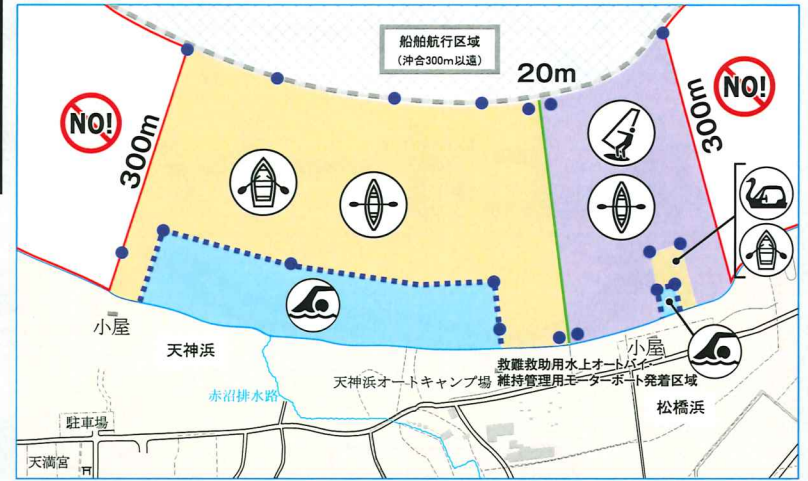 船舶航行区域
(沖合300m以遠)
20m
NO!
NO!
300m
300m
小屋
天神浜
小屋
救難救助用水上オートバイ・
維持管理用モーターボート発着区域
天神浜オートキャンプ場
赤沼排水路
松橋浜
駐車場
天満宮